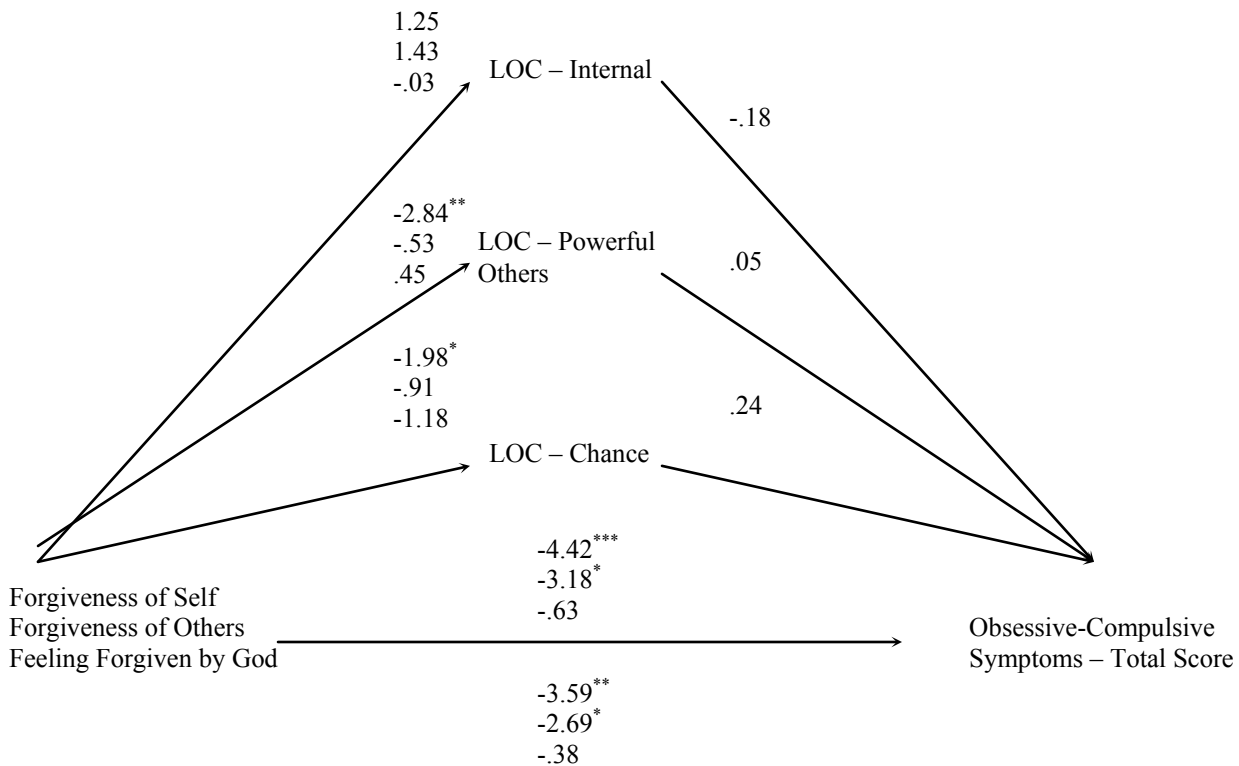 1.25
1.43
-.03
LOC – Internal
-.18
-2.84**
-.53
.45
LOC – Powerful
Others
.05
-1.98*
-.91
-1.18
.24
LOC – Chance
-4.42***
-3.18*
-.63
Forgiveness of Self
Forgiveness of Others
Feeling Forgiven by God
Obsessive-Compulsive
Symptoms – Total Score
-3.59**
-2.69*
-.38